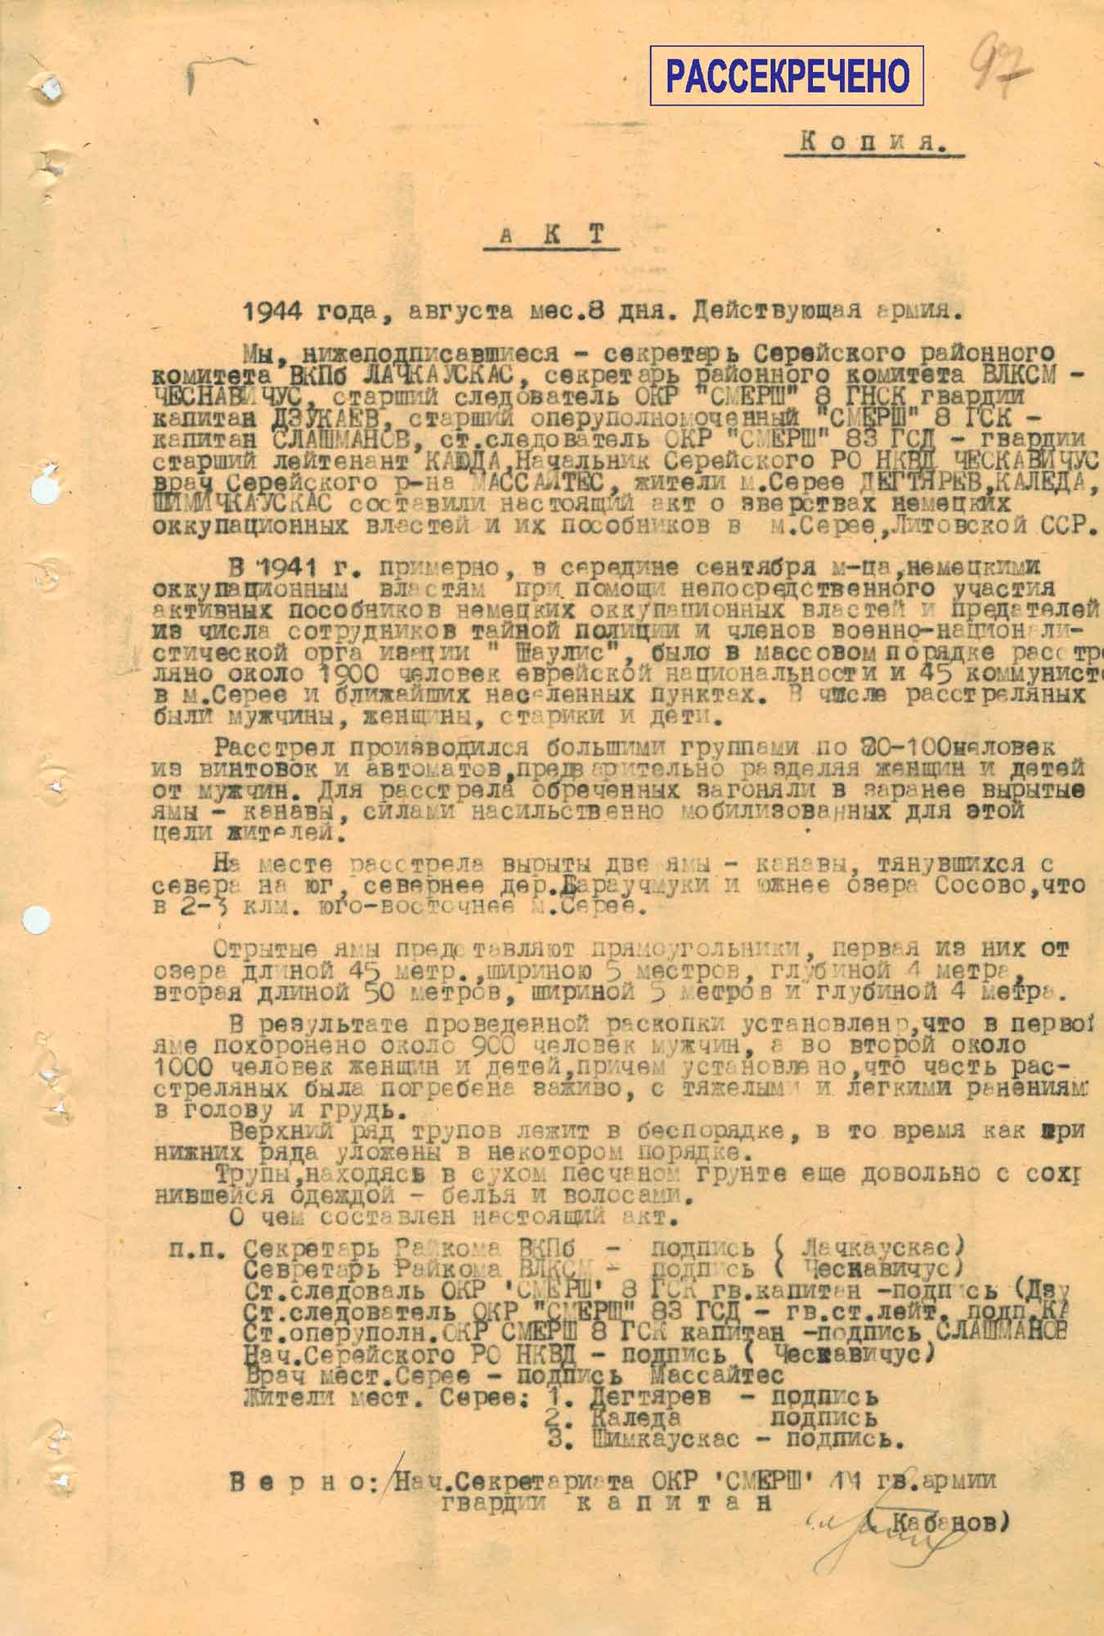 РАССЕКРЕЧЕНО
97
Копия.
АКТ
1944 года, августа мес.8 дня. Действующая армия.
Мы, нижеподписавшиеся - секретарь Серейского районного
комитета ВКПб ЛАЧКАУСКАС, секретарь районного комитета ВЛКСМ -
ЧЕСНАВИЧУС, старший следователь ОКР "СМЕРШ" 8 ГНСК гвардии
капитан ДЗУКАЕВ, старший оперуполномоченный "СМЕРШ" 8 ГСК -
капитан СЛАШМАНОВ, ст.следователь ОКР "СМЕРШ" 83 ГСД - гвардии
старший лейтенант КАЮДА,Начальник Серейского РО НКВД ЧЕСКАВИЧУС
врач Серейского р-на МАССАЙТЕС, жители м.Серее ДЕГТЯРЕВ,КАЛЕДА,
ШИМИЧКАУСКАС составили настоящий акт о зверствах немецких
оккупационных властей и их пособников в м.Серее,Литовской ССР.
В 1941 г. примерно, в середине сентября м-ца,немецкими
оккупационным властям при помощи непосредственного участия
активных пособников немецких оккупационных властей и предателей
из числа сотрудников тайной полиции и членов военно-национали-
стической организации " Шаулис", было в массовом порядке расстре
ляно около 1900 человек еврейской национальности и 45 коммунисто
в м.Серее и ближайших населенных пунктах. В числе расстреляных
были мужчины, женщины, старики и дети.
Расстрел производился большими группами по 80-100человек
из винтовок и автоматов,предварительно разделяя женщин и детей
от мужчин. Для расстрела обреченных загоняли в заранее вырытые
ямы - канавы, силами насильственно мобилизованных для этой
цели жителей.
На месте расстрела вырыты две ямы - канавы, тянувшихся с
севера на юг, севернее дер.Бараучмуки и южнее озера Сосово,что
в 2-3 клм. юго-восточнее м.Серее.
Отрытые ямы представляют прямоугольники, первая из них от
озера длиной 45 метр.,шириною 5 местров, глубиной 4 метра,
вторая длиной 50 метров, шириной 5 метров и глубиной 4 метра.
В результате проведенной раскопки установлено,что в первой
яме похоронено около 900 человек мужчин, а во второй около
1000 человек женщин и детей,причем установлено,что часть рас-
стреляных была погребена заживо, с тяжелыми и легкими ранениями
в голову и грудь.
Верхний ряд трупов лежит в беспорядке, в то время как при
нижних ряда уложены в некотором порядке.
Трупы,находясь в сухом песчаном грунте еще довольно с сохр
нившейся одеждой - белья и волосами.
О чем составлен настоящий акт.
п.п. Секретарь Райкома ВКПб - подпись ( Лачкаускас)
Севретарь Райкома ВЛКСМ - подпись ( Ческавичус)
Ст.следоваль ОКР 'СМЕРШ' 8 ГСК гв.капитан -подпись (Дзу
Ст.следователь ОКР "СМЕРШ" 83 ГСД - гв.ст.лейт. подп.КА
Ст.оперуполн.ОКР СМЕРШ 8 ГСК капитан -подпись СЛАШМАНОВ
Нач.Серейского РО НКВД - подпись ( Ческавичус)
Врач мест.Серее - подпись Массайтес
Жители мест. Серее: 1. Дегтярев - подпись
2. Каледа подпись
3. Шимкаускас - подпись.
Верно: Нач.Секретариата ОКР 'СМЕРШ' 11 гв.армии
гвардии капитан
( Кабанов)